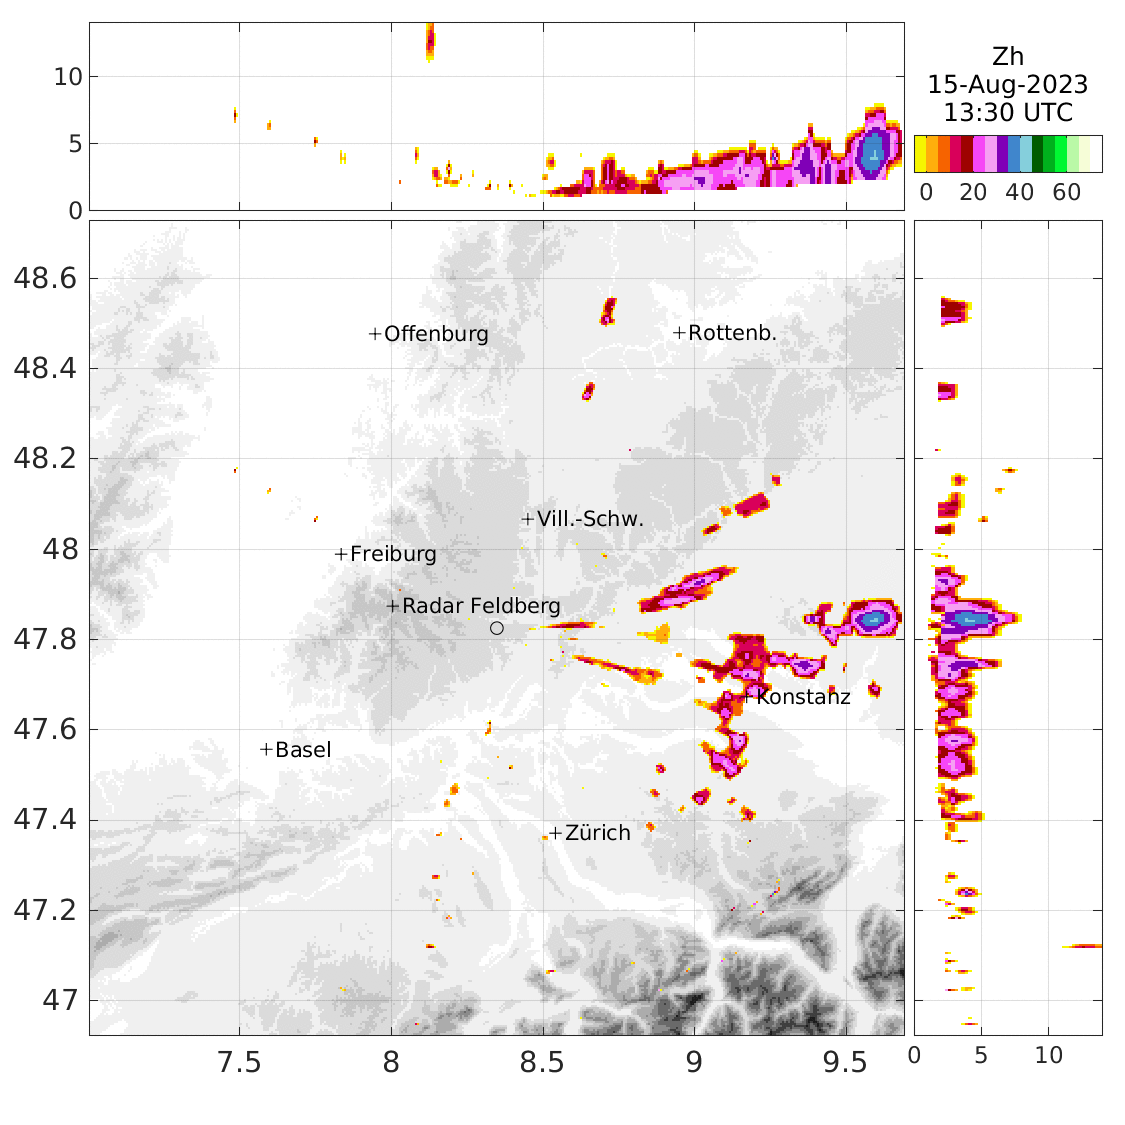 10
5
0
Zh
15-Aug-2023
13:30 UTC
0 20 40 60
48.6
48.4
48.2
48
47.8
47.6
47.4
47.2
47
+Offenburg
+Rottenb.
+Vill.-Schw.
+Freiburg
+Radar Feldberg
+Konstanz
+Basel
+Zürich
7.5 8 8.5 9 9.5
0 5 10